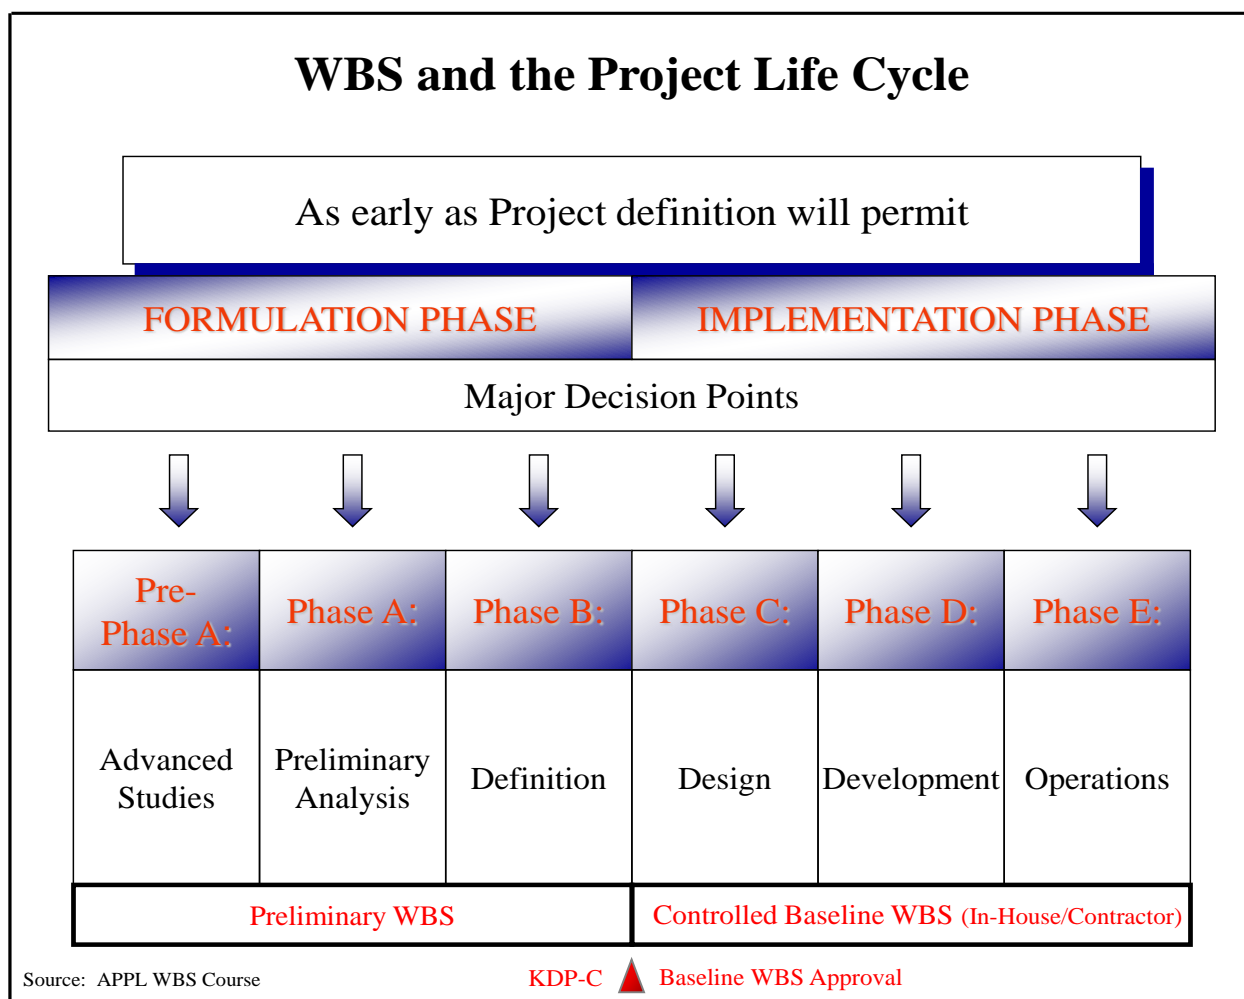 WBS and the Project Life Cycle
As early as Project definition will permit
FORMULATION PHASE
IMPLEMENTATION PHASE
Major Decision Points
Pre-
Phase A:
Phase A:
Phase B:
Phase C:
Phase D:
Phase E:
Advanced
Studies
Preliminary
Analysis
Definition
Design
Development
Operations
Preliminary WBS
Controlled Baseline WBS (In-House/Contractor)
Source: APPL WBS Course
KDP-C
Baseline WBS Approval